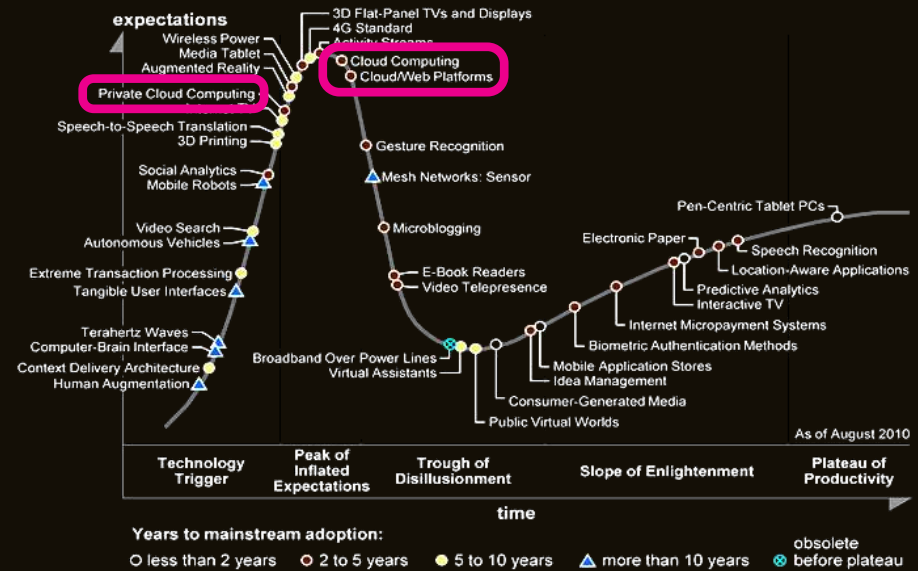 expectations
3D Flat-Panel TVs and Displays
4G Standard
Activity Streams
Wireless Power
Media Tablet
Augmented Reality
Cloud Computing
Cloud/Web Platforms
Private Cloud Computing
TV
Speech-to-Speech Translation
3D Printing
Gesture Recognition
Social Analytics
Mobile Robots
Mesh Networks: Sensor
Pen-Centric Tablet PCs
Video Search
Autonomous Vehicles
Microblogging
Electronic Paper
Speech Recognition
Location-Aware Applications
Extreme Transaction Processing
Tangible User Interfaces
E-Book Readers
Video Telepresence
Predictive Analytics
Interactive TV
Internet Micropayment Systems
Terahertz Waves
Computer-Brain Interface
Context Delivery Architecture
Human Augmentation
Broadband Over Power Lines
Virtual Assistants
Biometric Authentication Methods
Mobile Application Stores
Idea Management
Consumer-Generated Media
Public Virtual Worlds
As of August 2010
Technology
Trigger
Peak of
Inflated
Expectations
Trough of
Disillusionment
Slope of Enlightenment
Plateau of
Productivity
time
Years to mainstream adoption:
less than 2 years
2 to 5 years
5 to 10 years
more than 10 years
obsolete
before plateau